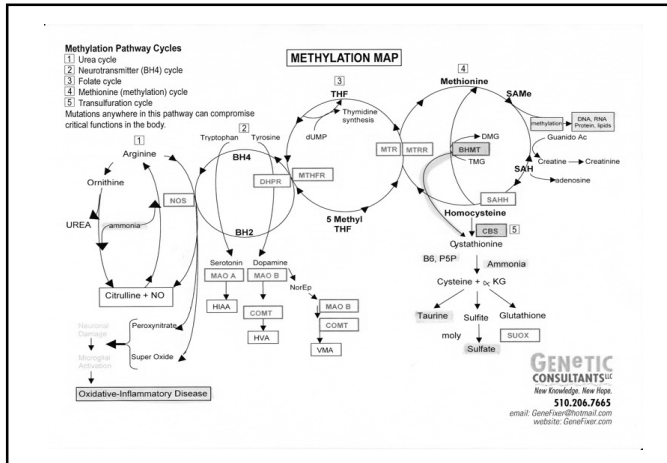 METHYLATION MAP
Methylation Pathway Cycles
1 Urea cycle
2 Neurotransmitter (BH4) cycle
3 Folate cycle
4 Methionine (methylation) cycle
5 Transulfuration cycle
Mutations anywhere in this pathway can compromise
critical functions in the body.
1
Arginine
Ornithine
UREA
ammonia
NOS
Citrulline + NO
Neuronal
Damage
Microglial
Activation
Peroxynitrate
Super Oxide
Oxidative-Inflammatory Disease
2
Tryptophan Tyrosine
BH4
DHPR
BH2
Serotonin Dopamine
MAO A MAO B
NorEp
HIAA COMT
HVA
MAO B
COMT
VMA
3
THF
Thymidine
synthesis
dUMP
MTHFR
5 Methyl
THF
MTR MTRR
4
Methionine
SAMe
methylation
DNA, RNA
Protein, lipids
Guanido Ac
Creatine Creatinine
SAH
adenosine
DMG
BHMT
TMG
SAHH
Homocysteine
CBS 5
Cystathionine
B6, P5P Ammonia
Cysteine + ∝ KG
Taurine Sulfite Glutathione
moly SUOX
Sulfate
GENETIC
CONSULTANTS LLC
New Knowledge. New Hope.
510.206.7665
email: GeneFixer@hotmail.com
website: GeneFixer.com